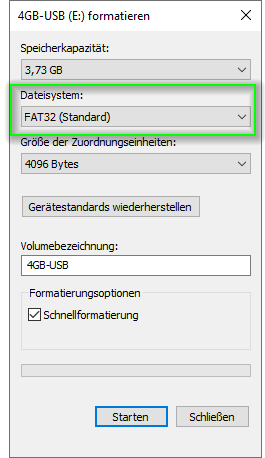 4GB-USB (E:) formatieren
Speicherkapazität:
3,73 GB
Dateisystem:
FAT32 (Standard)
Größe der Zuordnungseinheiten:
4096 Bytes
Gerätestandards wiederherstellen
Volumebezeichnung:
4GB-USB
Formatierungsoptionen
Schnellformatierung
Starten
Schließen